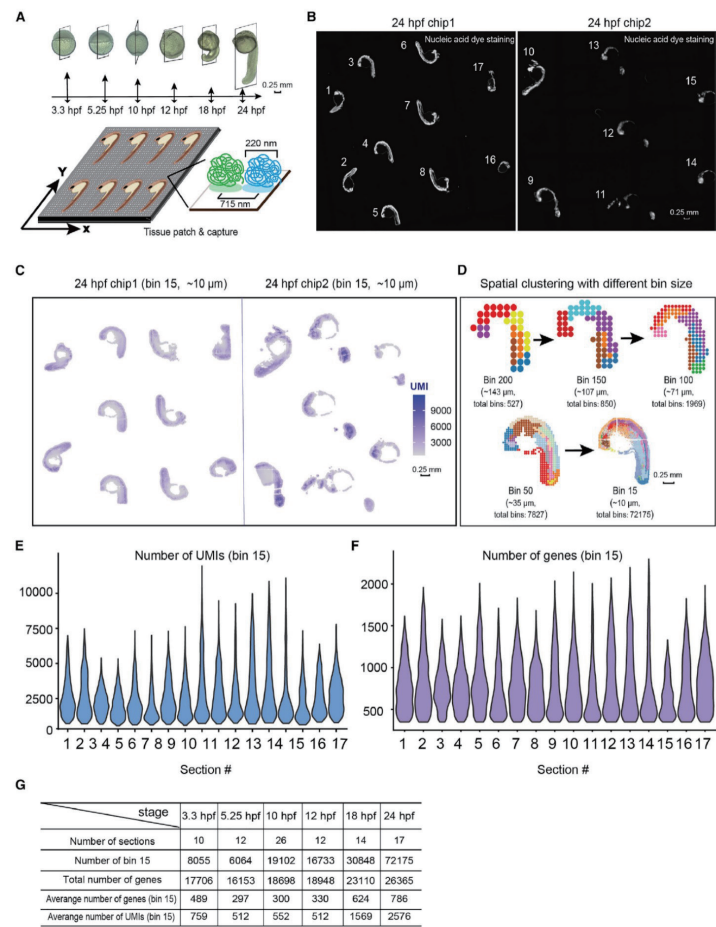 A
3.3 hpf 5.25 hpf 10 hpf 12 hpf 18 hpf 24 hpf
0.25 mm
Y
X
220 nm
715 nm
Tissue patch & capture
B
24 hpf chip1
24 hpf chip2
Nucleic acid dye staining
Nucleic acid dye staining
6
3
17
1
7
4
2
8
16
5
10
13
15
12
14
9
11
0.25 mm
C
24 hpf chip1 (bin 15, ~10 µm)
24 hpf chip2 (bin 15, ~10 µm)
UMI
9000
6000
3000
0.25 mm
D
Spatial clustering with different bin size
Bin 200
(~143 µm,
total bins: 527)
Bin 150
(~107 µm,
total bins: 850)
Bin 100
(~71 µm,
total bins: 1969)
Bin 50
(~35 µm,
total bins: 7827)
Bin 15
(~10 µm,
total bins: 72175)
0.25 mm
E
Number of UMIs (bin 15)
10000
7500
5000
2500
0
1 2 3 4 5 6 7 8 9 10 11 12 13 14 15 16 17
Section #
F
Number of genes (bin 15)
2000
1500
1000
500
1 2 3 4 5 6 7 8 9 10 11 12 13 14 15 16 17
Section #
G
stage 3.3 hpf 5.25 hpf 10 hpf 12 hpf 18 hpf 24 hpf
Number of sections 10 12 26 12 14 17
Number of bin 15 8055 6064 19102 16733 30848 72175
Total number of genes 17706 16153 18698 18948 23110 26365
Averange number of genes (bin 15) 489 297 300 330 624 786
Averange number of UMIs (bin 15) 759 512 552 512 1569 2576